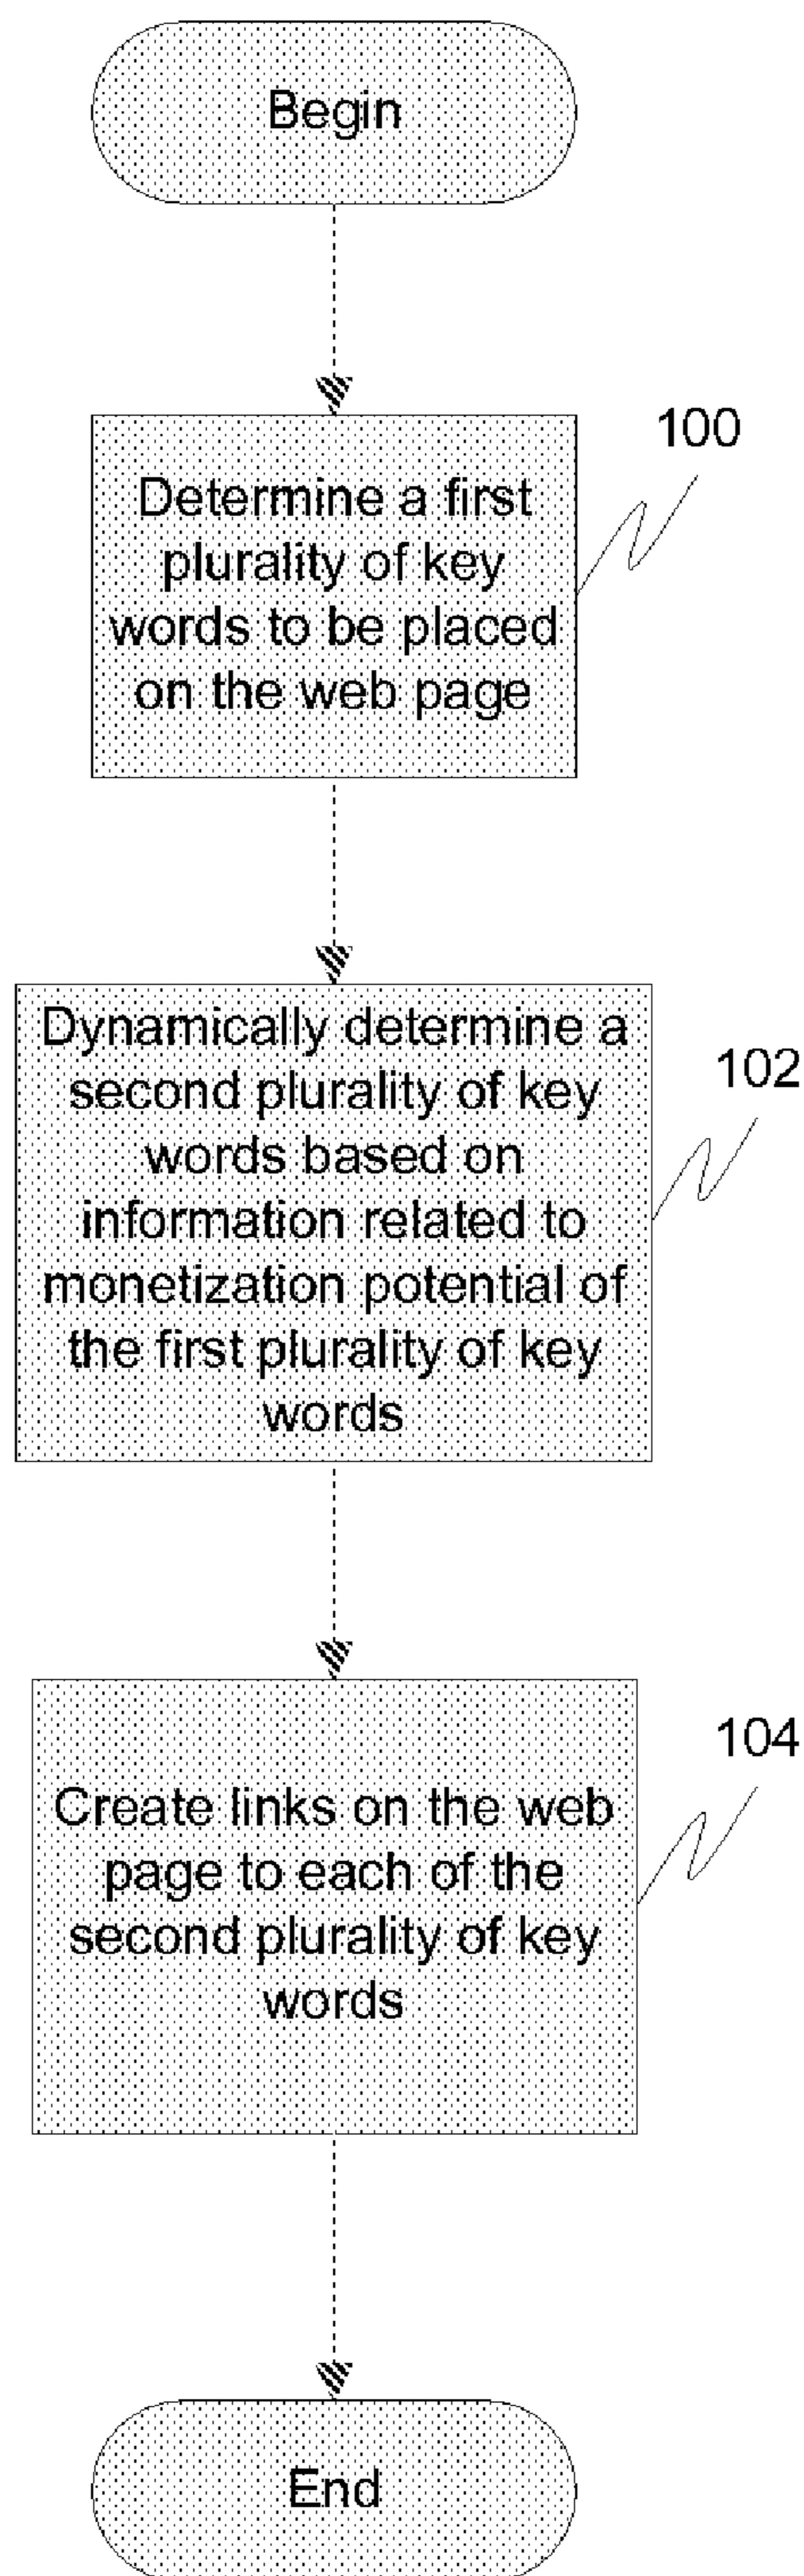 Begin
100
Determine a first
plurality of key
words to be placed
on the web page
102
Dynamically determine a
second plurality of key
words based on
information related to
monetization potential of
the first plurality of key
words
104
Create links on the web
page to each of the
second plurality of key
words
End